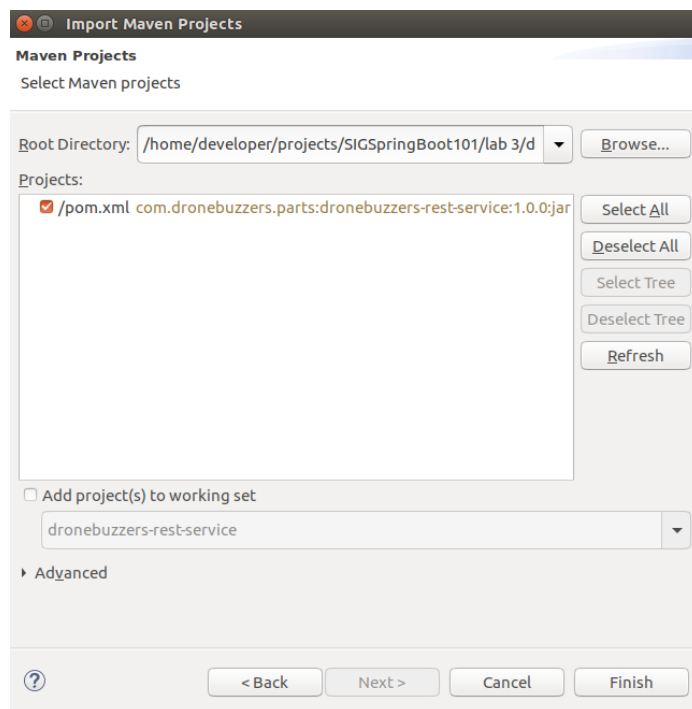 Import Maven Projects
Maven Projects
Select Maven projects
Root Directory: /home/developer/projects/SIGSpringBoot101/lab 3/d Browse...
Projects:
/pom.xml com.dronebuzzers.parts:dronebuzzers-rest-service:1.0.0:jar
Select All
Deselect All
Select Tree
Deselect Tree
Refresh
Add project(s) to working set
dronebuzzers-rest-service
Advanced
? < Back Next > Cancel Finish